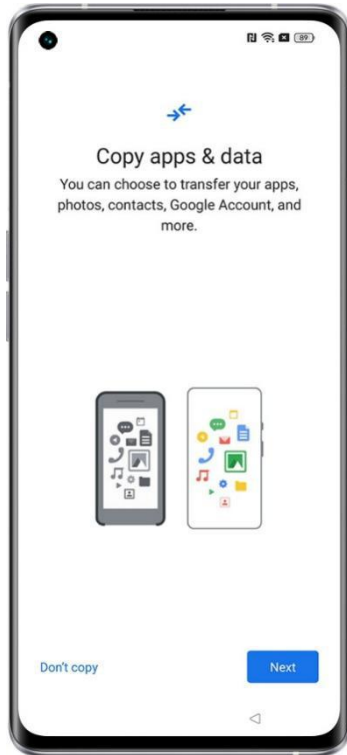 89
Copy apps & data
You can choose to transfer your apps,
photos, contacts, Google Account, and
more.
Don't copy
Next